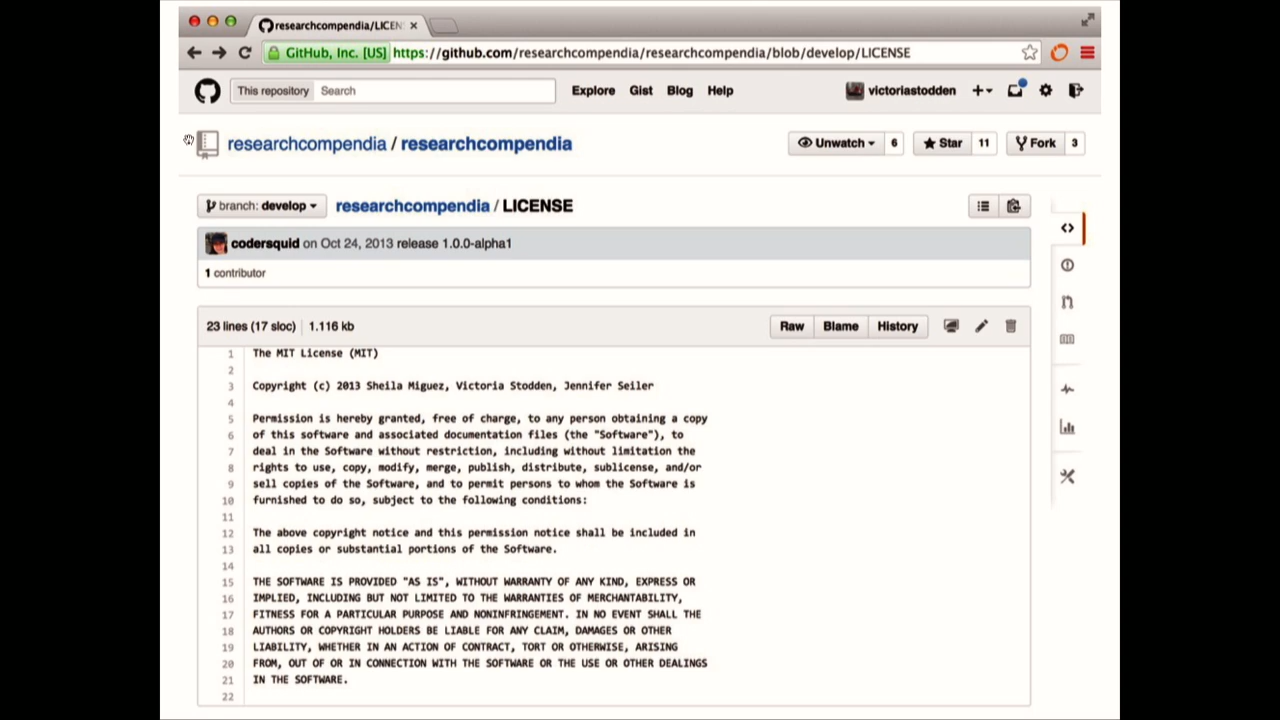 researchcompendia/LICEN
GitHub, Inc. [US] https://github.com/researchcompendia/researchcompendia/blob/develop/LICENSE
This repository Search Explore Gist Blog Help victoriastodden
researchcompendia / researchcompendia Unwatch 6 Star 11 Fork 3
branch: develop researchcompendia / LICENSE
codersquid on Oct 24, 2013 release 1.0.0-alpha1
1 contributor
23 lines (17 sloc) 1.116 kb Raw Blame History
1 The MIT License (MIT)
2
3 Copyright (c) 2013 Sheila Miguez, Victoria Stodden, Jennifer Seiler
4
5 Permission is hereby granted, free of charge, to any person obtaining a copy
6 of this software and associated documentation files (the "Software"), to
7 deal in the Software without restriction, including without limitation the
8 rights to use, copy, modify, merge, publish, distribute, sublicense, and/or
9 sell copies of the Software, and to permit persons to whom the Software is
10 furnished to do so, subject to the following conditions:
11
12 The above copyright notice and this permission notice shall be included in
13 all copies or substantial portions of the Software.
14
15 THE SOFTWARE IS PROVIDED "AS IS", WITHOUT WARRANTY OF ANY KIND, EXPRESS OR
16 IMPLIED, INCLUDING BUT NOT LIMITED TO THE WARRANTIES OF MERCHANTABILITY,
17 FITNESS FOR A PARTICULAR PURPOSE AND NONINFRINGEMENT. IN NO EVENT SHALL THE
18 AUTHORS OR COPYRIGHT HOLDERS BE LIABLE FOR ANY CLAIM, DAMAGES OR OTHER
19 LIABILITY, WHETHER IN AN ACTION OF CONTRACT, TORT OR OTHERWISE, ARISING
20 FROM, OUT OF OR IN CONNECTION WITH THE SOFTWARE OR THE USE OR OTHER DEALINGS
21 IN THE SOFTWARE.
22